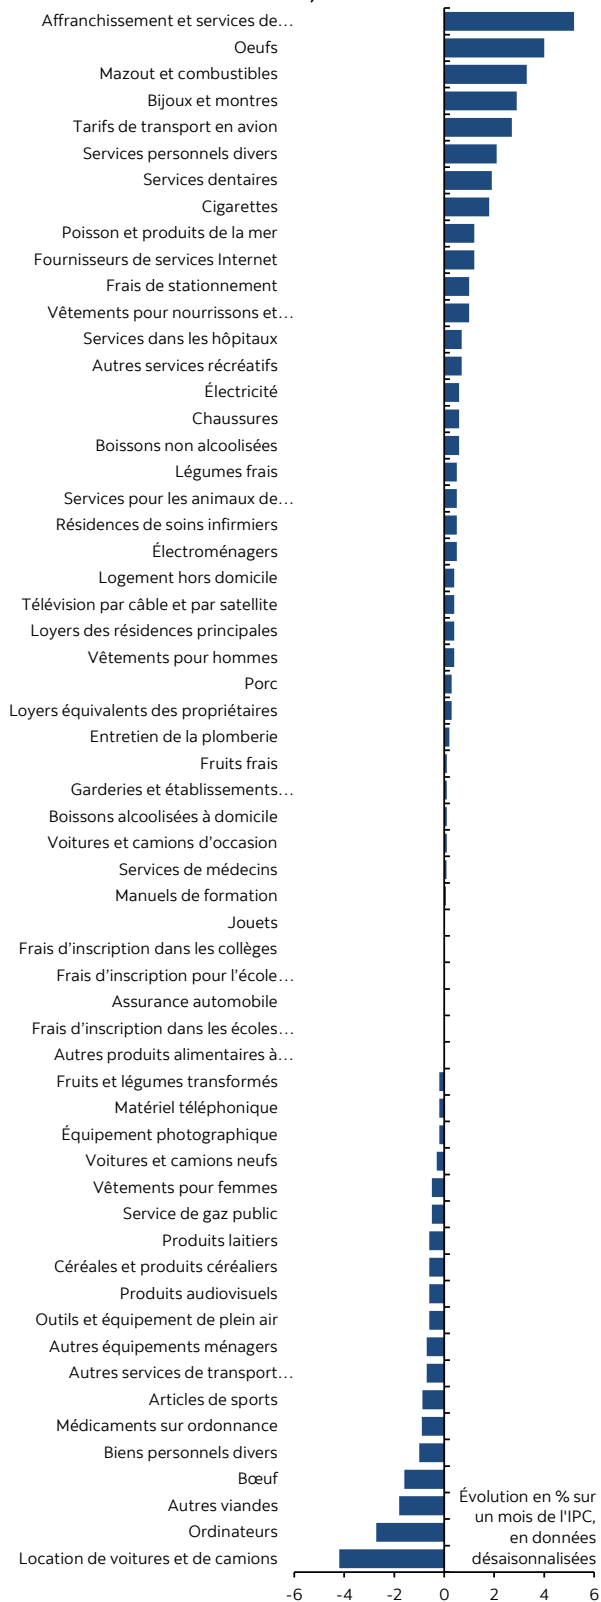 Affranchissement et services de…
Oeufs
Mazout et combustibles
Bijoux et montres
Tarifs de transport en avion
Services personnels divers
Services dentaires
Cigarettes
Poisson et produits de la mer
Fournisseurs de services Internet
Frais de stationnement
Vêtements pour nourrissons et…
Services dans les hôpitaux
Autres services récréatifs
Électricité
Chaussures
Boissons non alcoolisées
Légumes frais
Services pour les animaux de…
Résidences de soins infirmiers
Électroménagers
Logement hors domicile
Télévision par câble et par satellite
Loyers des résidences principales
Vêtements pour hommes
Porc
Loyers équivalents des propriétaires
Entretien de la plomberie
Fruits frais
Garderies et établissements…
Boissons alcoolisées à domicile
Voitures et camions d’occasion
Services de médecins
Manuels de formation
Jouets
Frais d’inscription dans les collèges
Frais d’inscription pour l’école…
Assurance automobile
Frais d’inscription dans les écoles…
Autres produits alimentaires à…
Fruits et légumes transformés
Matériel téléphonique
Équipement photographique
Voitures et camions neufs
Vêtements pour femmes
Service de gaz public
Produits laitiers
Céréales et produits céréaliers
Produits audiovisuels
Outils et équipement de plein air
Autres équipements ménagers
Autres services de transport…
Articles de sports
Médicaments sur ordonnance
Biens personnels divers
Bœuf
Autres viandes
Ordinateurs
Location de voitures et de camions
Évolution en % sur
un mois de l'IPC,
en données
désaisonnalisées
-6 -4 -2 0 2 4 6